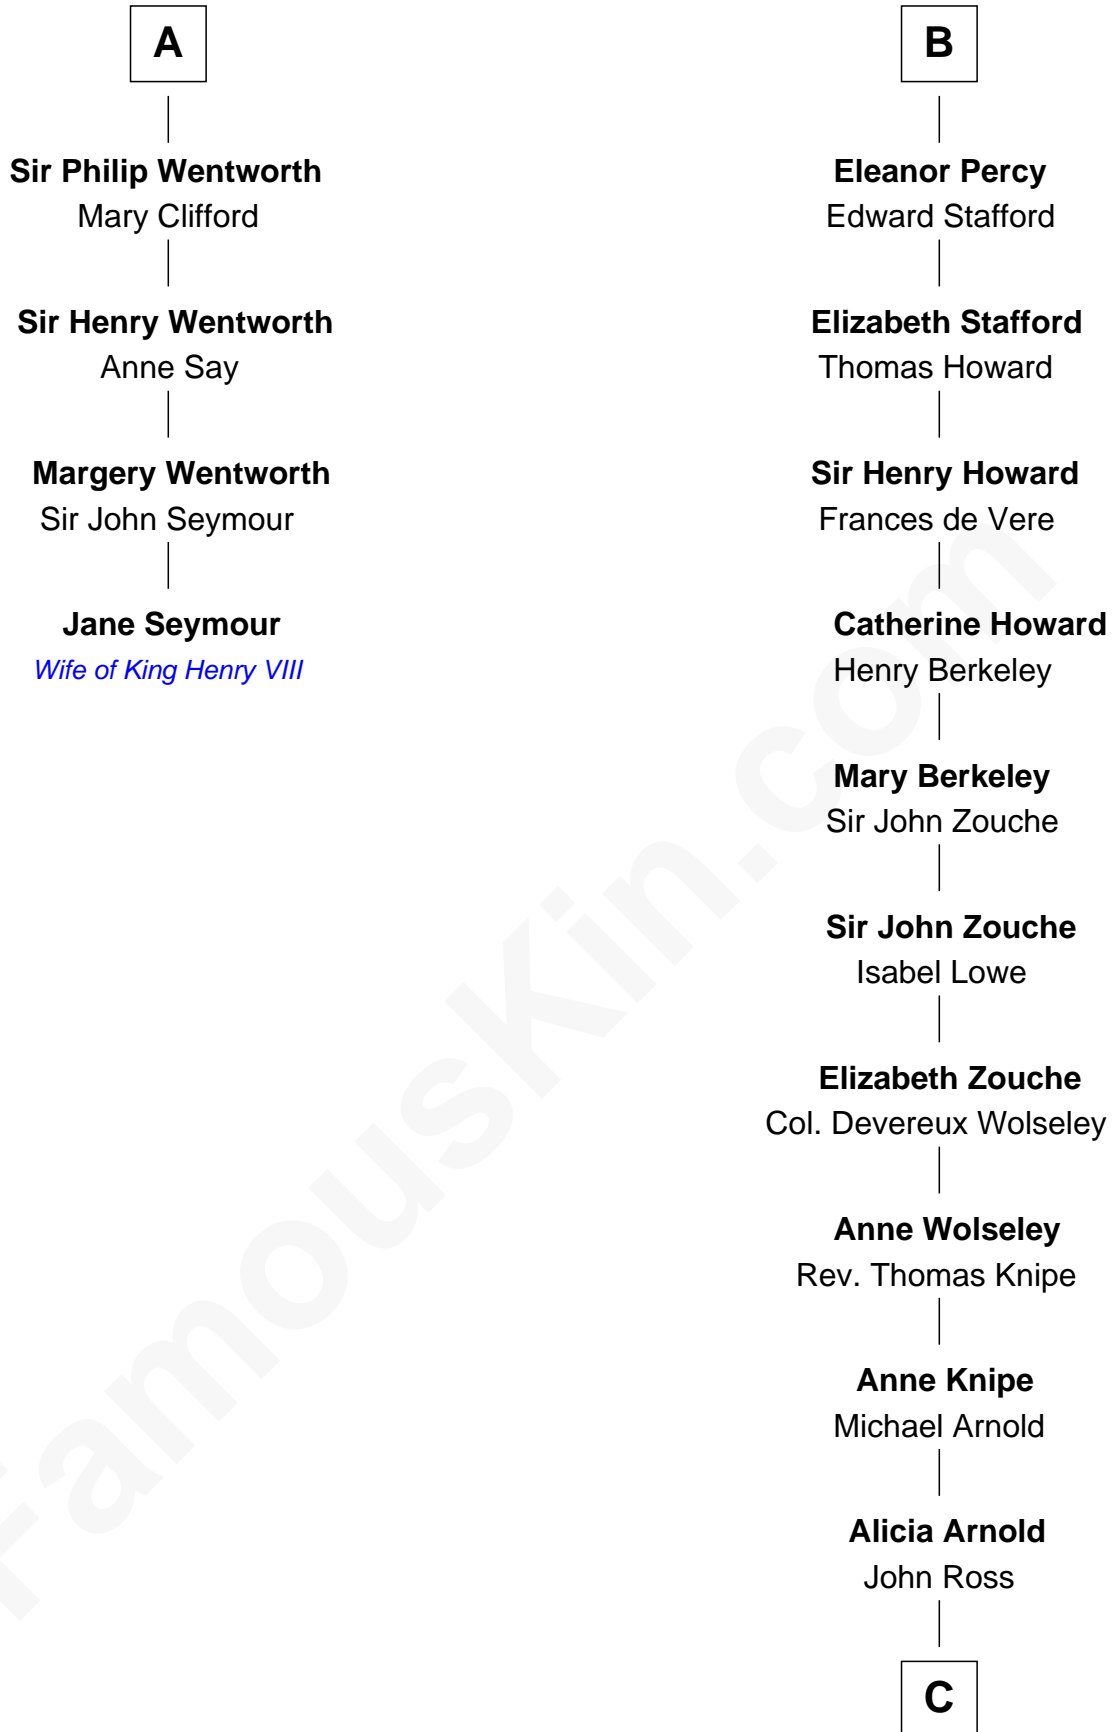 A
Sir Philip Wentworth
Mary Clifford
Sir Henry Wentworth
Anne Say
Margery Wentworth
Sir John Seymour
Jane Seymour
Wife of King Henry VIII
B
Eleanor Percy
Edward Stafford
Elizabeth Stafford
Thomas Howard
Sir Henry Howard
Frances de Vere
Catherine Howard
Henry Berkeley
Mary Berkeley
Sir John Zouche
Sir John Zouche
Isabel Lowe
Elizabeth Zouche
Col. Devereux Wolseley
Anne Wolseley
Rev. Thomas Knipe
Anne Knipe
Michael Arnold
Alicia Arnold
John Ross
C
FamousKin.com